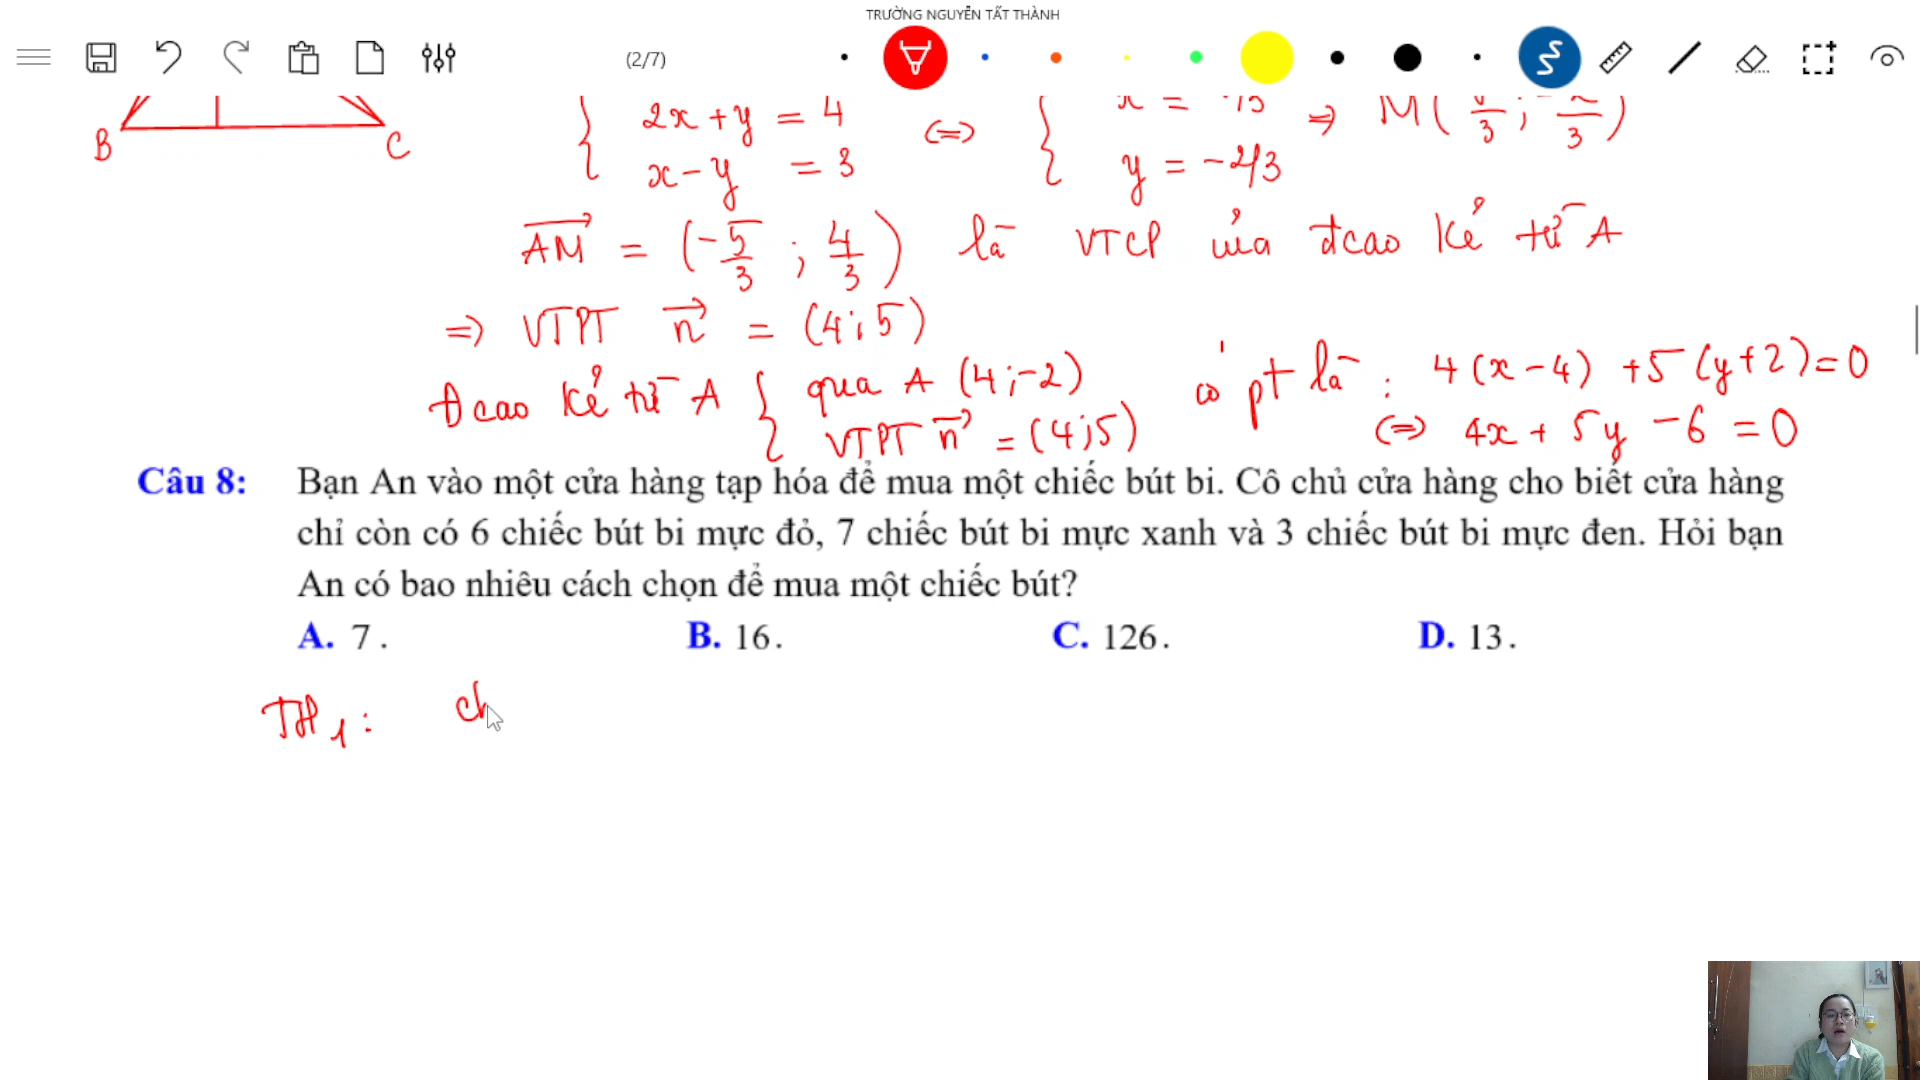 TRƯỜNG NGUYỄN TẤT THÀNH
(2/7)
B C
2x + y = 4
x - y = 3
<=>
y = -2/3
=> M(
AM = (-5/3 ; 4/3) là VTCP của đcao kẻ từ A
=> VTPT n = (4;5)
Đcao kẻ từ A { qua A (4;-2)
VTPT n = (4;5)
có pt là : 4(x-4) + 5(y+2) = 0
<=> 4x + 5y - 6 = 0
Câu 8: Bạn An vào một cửa hàng tạp hóa để mua một chiếc bút bi. Cô chủ cửa hàng cho biết cửa hàng
chỉ còn có 6 chiếc bút bi mực đỏ, 7 chiếc bút bi mực xanh và 3 chiếc bút bi mực đen. Hỏi bạn
An có bao nhiêu cách chọn để mua một chiếc bút?
A. 7. B. 16. C. 126. D. 13.
TH1: ch